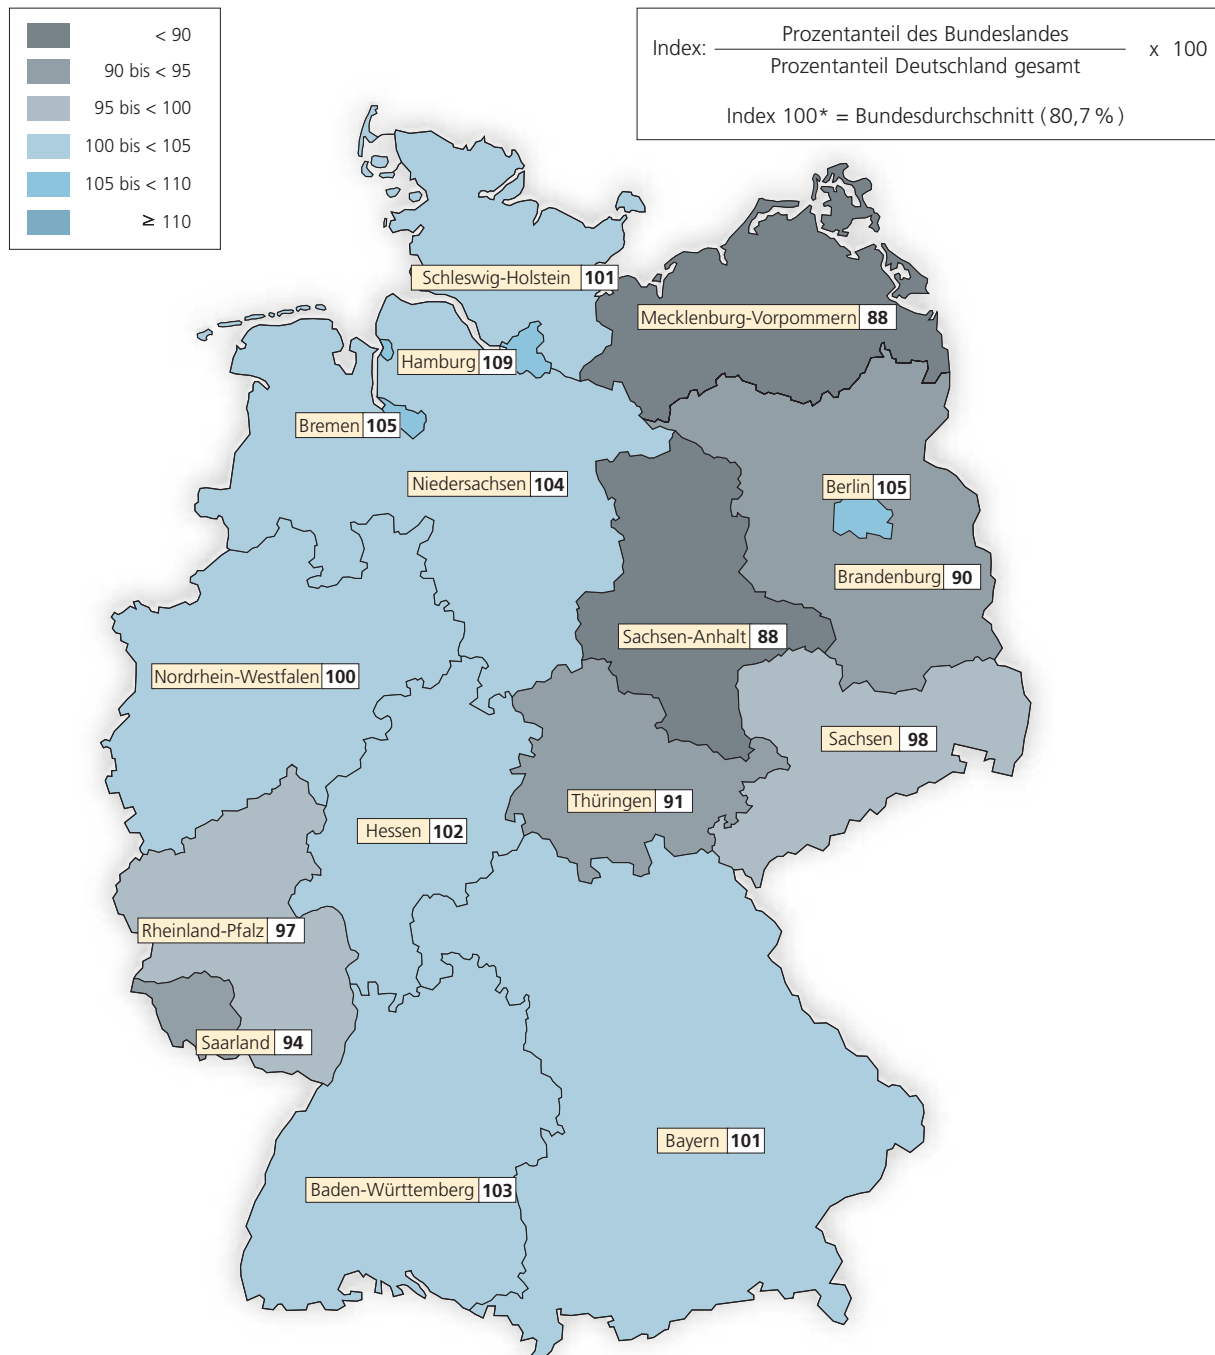 < 90
90 bis < 95
95 bis < 100
100 bis < 105
105 bis < 110
≥ 110
Index: Prozentanteil des Bundeslandes x 100
Prozentanteil Deutschland gesamt
Index 100* = Bundesdurchschnitt (80,7 %)
Schleswig-Holstein 101
Mecklenburg-Vorpommern 88
Hamburg 109
Bremen 105
Niedersachsen 104
Berlin 105
Brandenburg 90
Sachsen-Anhalt 88
Nordrhein-Westfalen 100
Sachsen 98
Thüringen 91
Hessen 102
Rheinland-Pfalz 97
Saarland 94
Bayern 101
Baden-Württemberg 103